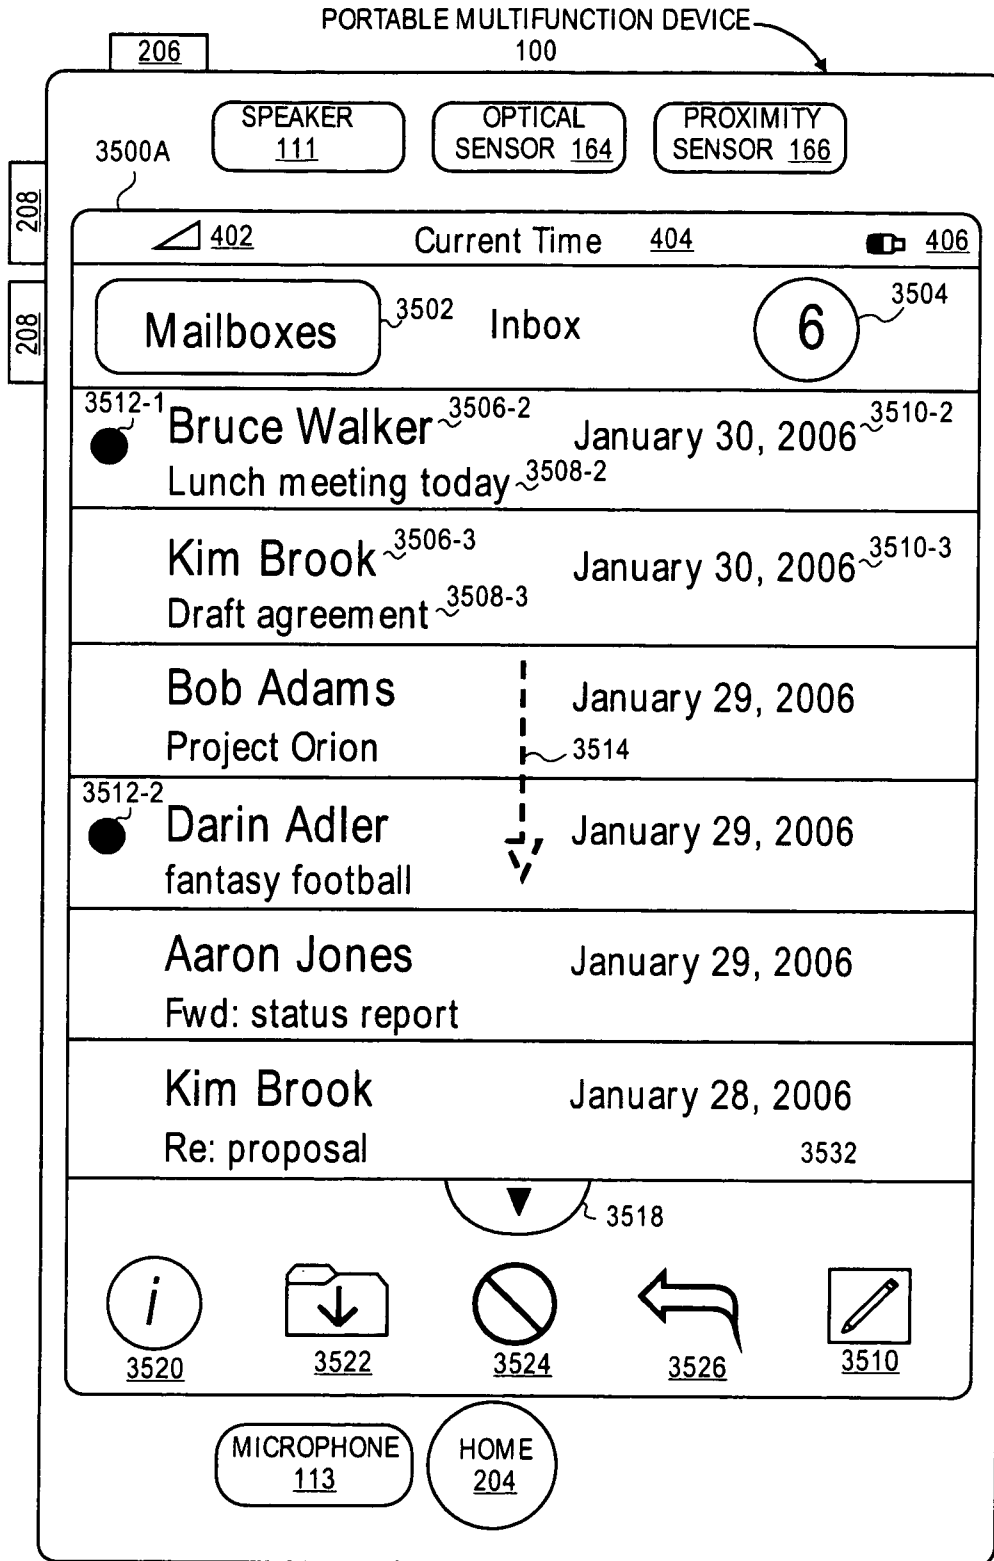 PORTABLE MULTIFUNCTION DEVICE
100
206
SPEAKER
111
OPTICAL
SENSOR 164
PROXIMITY
SENSOR 166
3500A
208
208
402 Current Time 404 406
Mailboxes 3502 Inbox 6 3504
3512-1
Bruce Walker 3506-2 January 30, 2006 3510-2
Lunch meeting today 3508-2
Kim Brook 3506-3 January 30, 2006 3510-3
Draft agreement 3508-3
Bob Adams January 29, 2006
Project Orion 3514
3512-2
Darin Adler January 29, 2006
fantasy football
Aaron Jones January 29, 2006
Fwd: status report
Kim Brook January 28, 2006
Re: proposal 3532
3518
i
3520 3522 3524 3526 3510
MICROPHONE
113
HOME
204